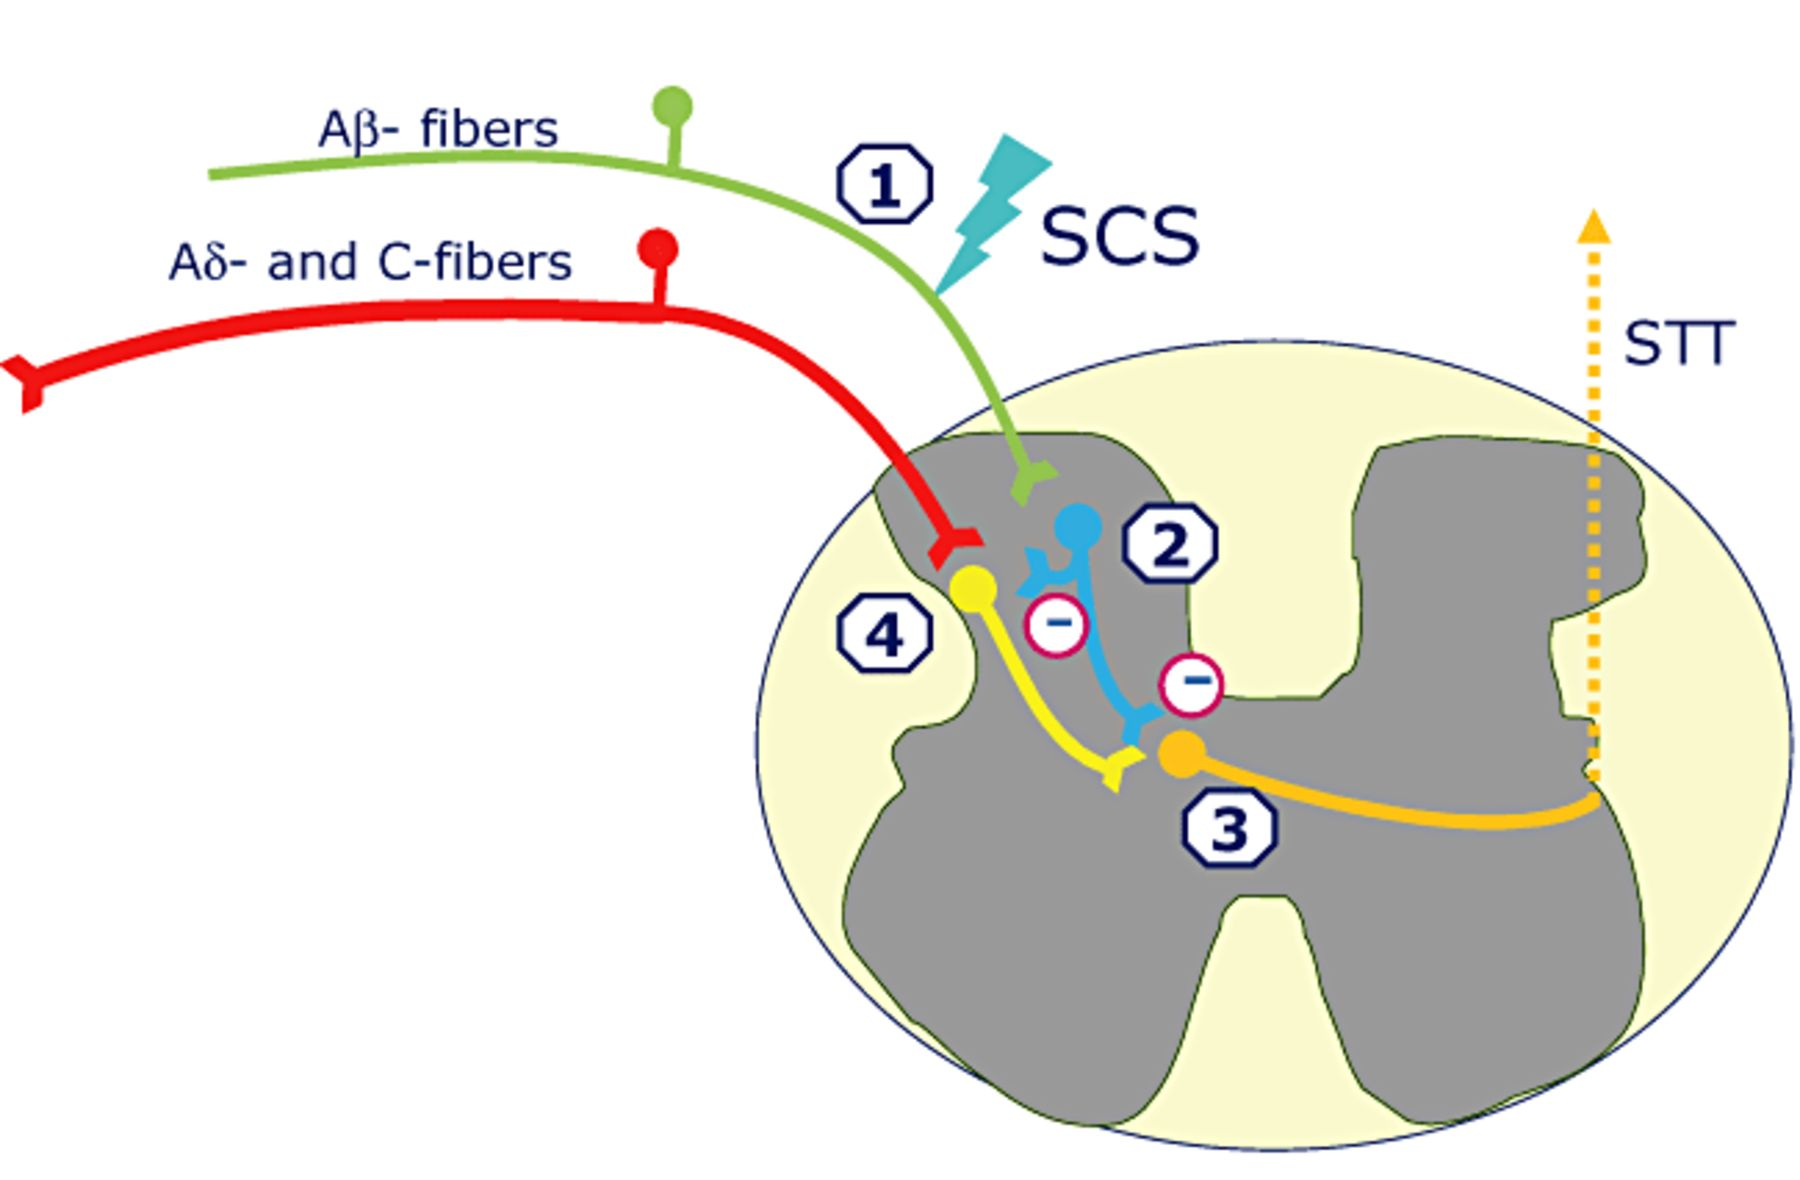 Aβ- fibers
1
SCS
Aδ- and C-fibers
STT
2
4
-
-
3